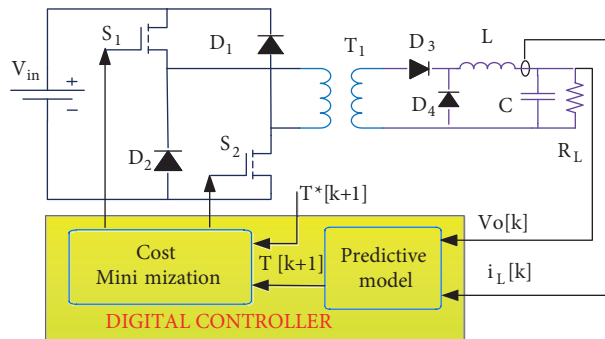 S1
D1
T1
D3
L
Vin
+
−
D4
C
RL
D2
S2
T*[k+1]
Vo[k]
Cost
Mini mization
T [k+1]
Predictive
model
iL[k]
DIGITAL CONTROLLER